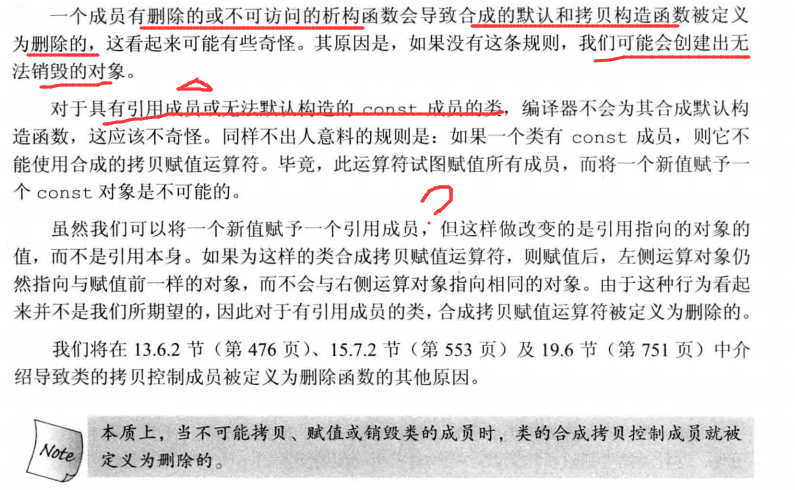 一个成员有删除的或不可访问的析构函数会导致合成的默认和拷贝构造函数被定义
为删除的，这看起来可能有些奇怪。其原因是，如果没有这条规则，我们可能会创建出无
法销毁的对象。
对于具有引用成员或无法默认构造的 const 成员的类，编译器不会为其合成默认构
造函数，这应该不奇怪。同样不出人意料的规则是：如果一个类有 const 成员，则它不
能使用合成的拷贝赋值运算符。毕竟，此运算符试图赋值所有成员，而将一个新值赋予一
个 const 对象是不可能的。
?
虽然我们可以将一个新值赋予一个引用成员，但这样做改变的是引用指向的对象的
值，而不是引用本身。如果为这样的类合成拷贝赋值运算符，则赋值后，左侧运算对象仍
然指向与赋值前一样的对象，而不会与右侧运算对象指向相同的对象。由于这种行为看起
来并不是我们所期望的，因此对于有引用成员的类，合成拷贝赋值运算符被定义为删除的。
我们将在 13.6.2 节（第 476 页）、15.7.2 节（第 553 页）及 19.6 节（第 751 页）中介
绍导致类的拷贝控制成员被定义为删除函数的其他原因。
Note
本质上，当不可能拷贝、赋值或销毁类的成员时，类的合成拷贝控制成员就被
定义为删除的。